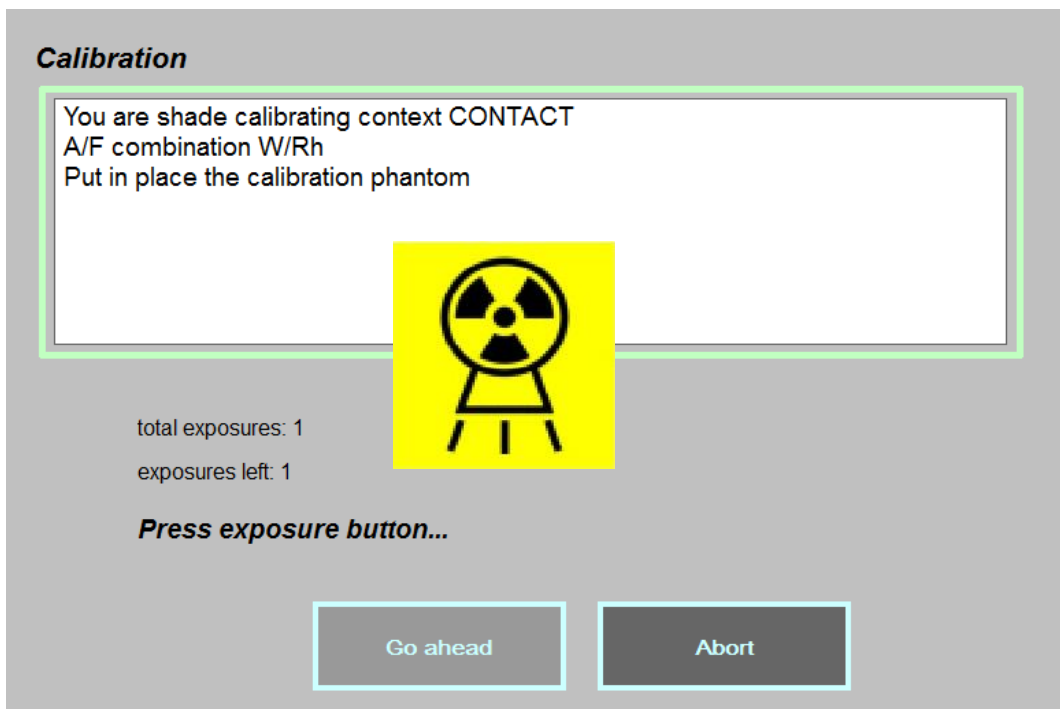 Calibration
You are shade calibrating context CONTACT
A/F combination W/Rh
Put in place the calibration phantom
total exposures: 1
exposures left: 1
Press exposure button...
Go ahead
Abort